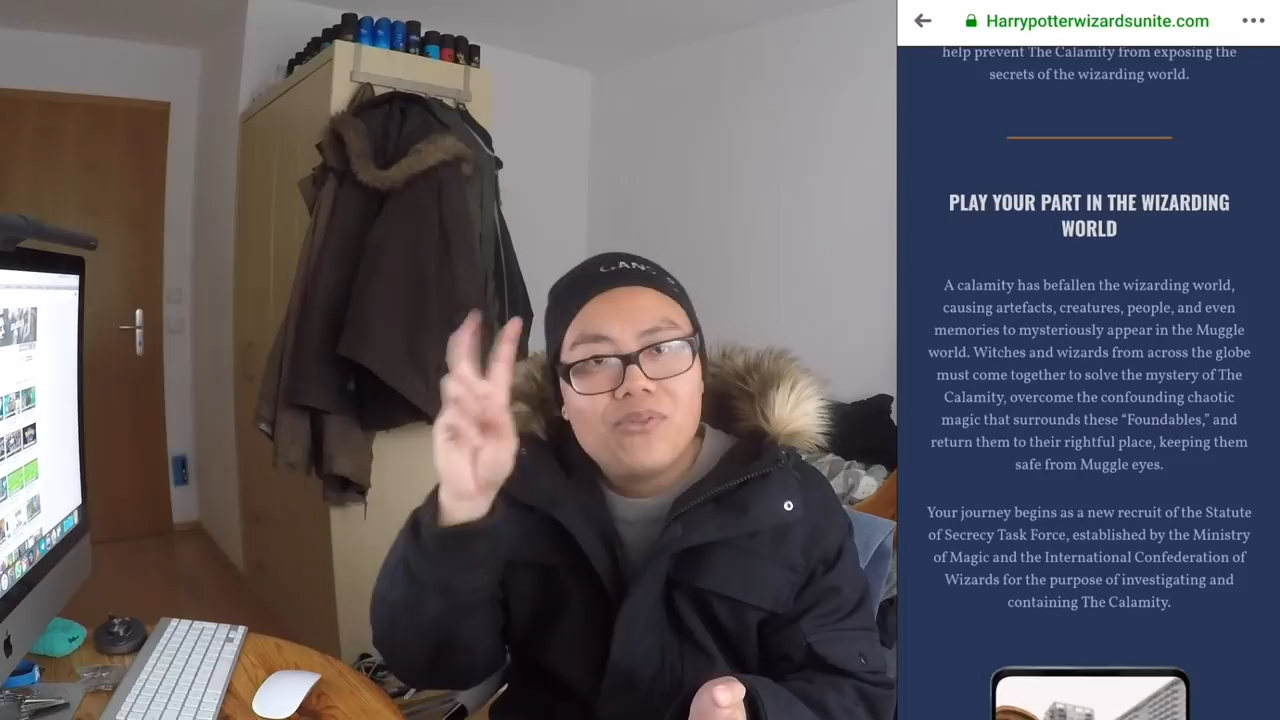 Harrypotterwizardsunite.com
help prevent The Calamity from exposing the
secrets of the wizarding world.
PLAY YOUR PART IN THE WIZARDING
WORLD
A calamity has befallen the wizarding world,
causing artefacts, creatures, people, and even
memories to mysteriously appear in the Muggle
world. Witches and wizards from across the globe
must come together to solve the mystery of The
Calamity, overcome the confounding chaotic
magic that surrounds these “Foundables,” and
return them to their rightful place, keeping them
safe from Muggle eyes.
Your journey begins as a new recruit of the Statute
of Secrecy Task Force, established by the Ministry
of Magic and the International Confederation of
Wizards for the purpose of investigating and
containing The Calamity.